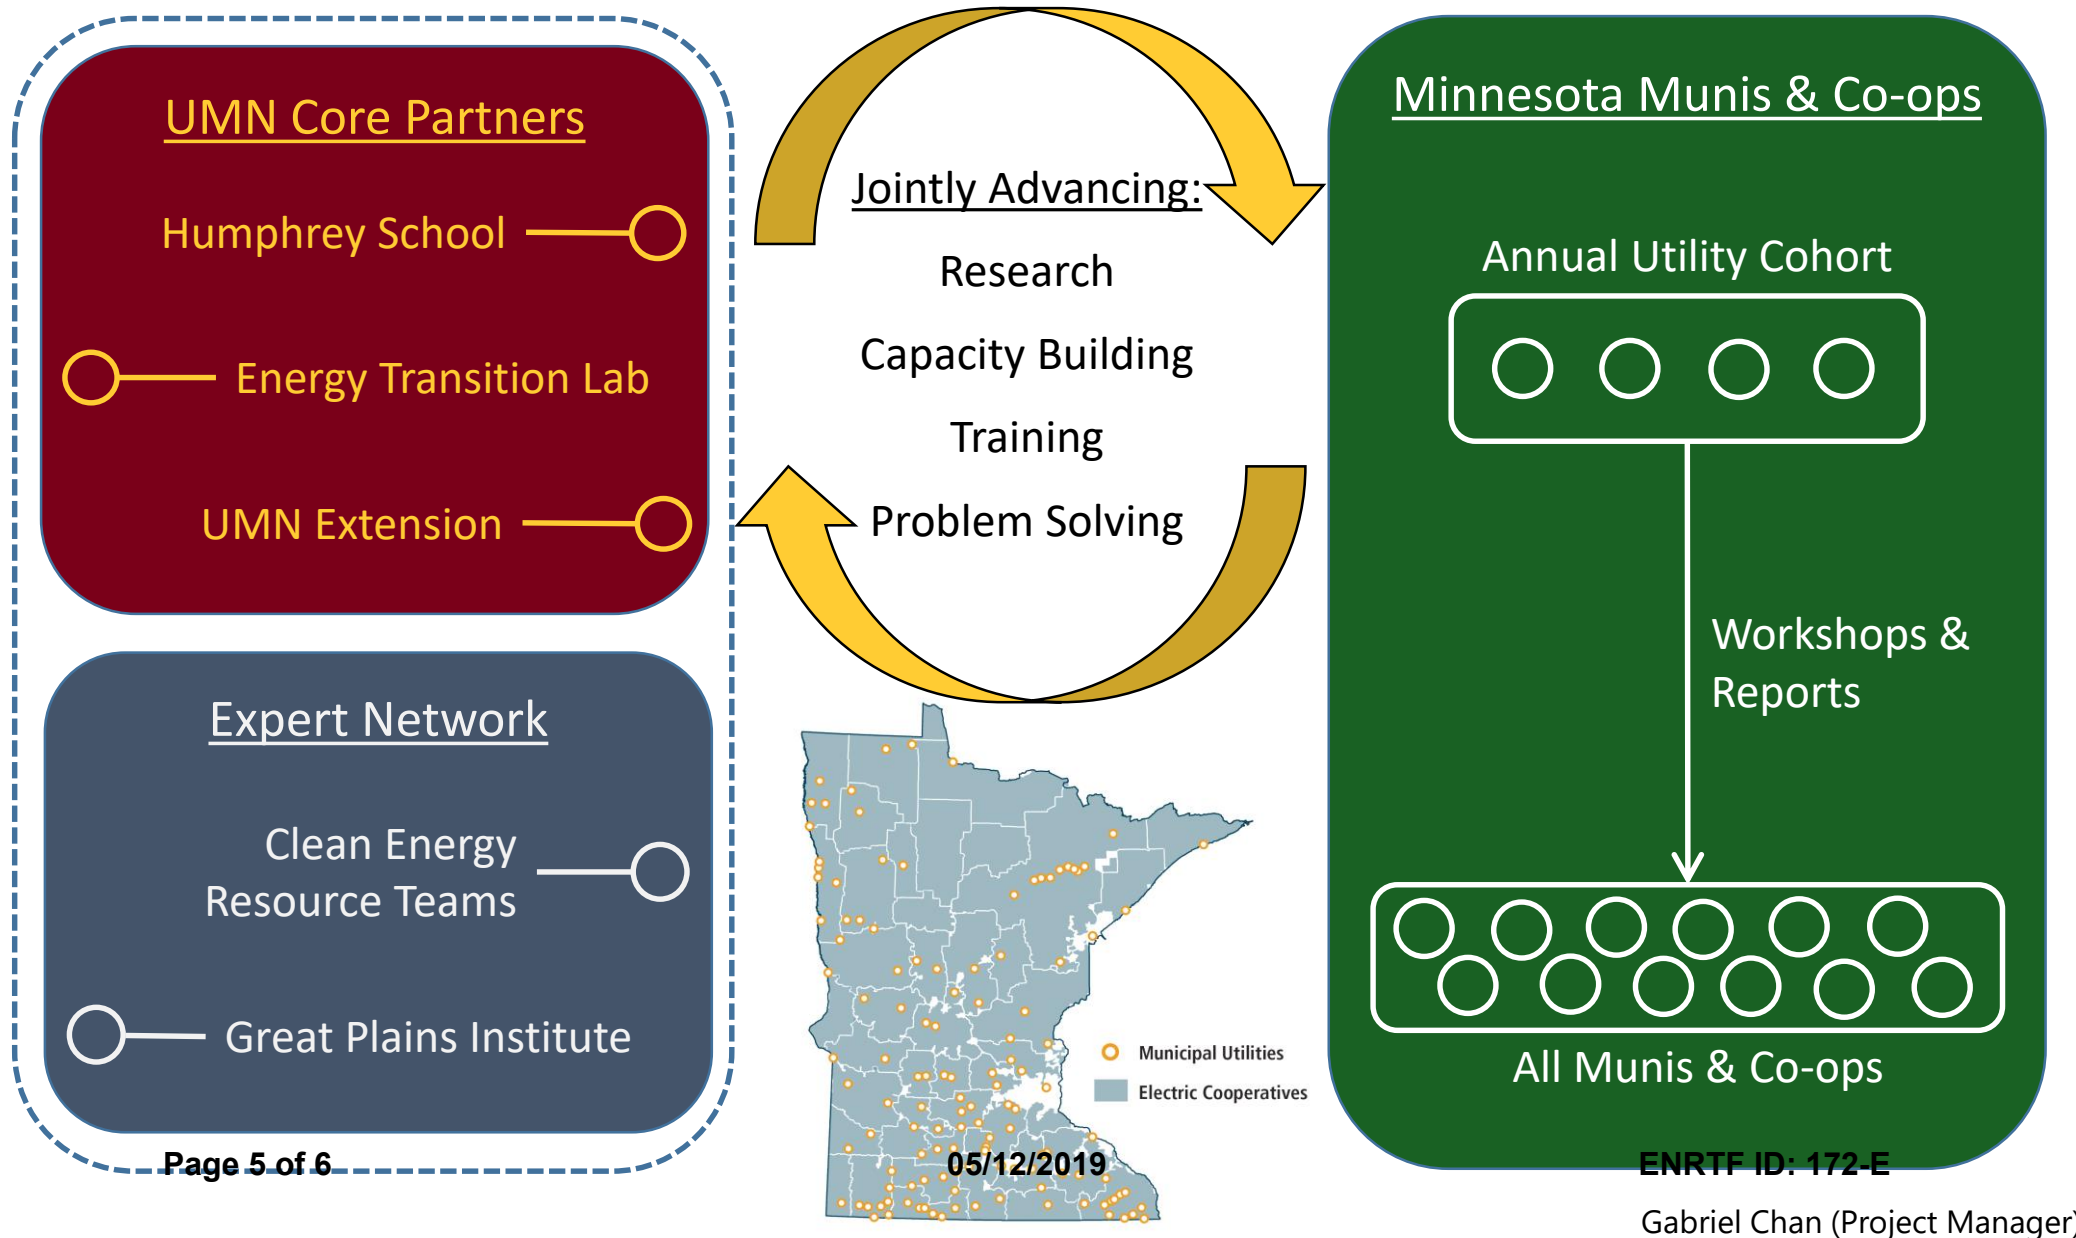 UMN Core Partners
Humphrey School
Energy Transition Lab
UMN Extension
Expert Network
Clean Energy
Resource Teams
Great Plains Institute
Jointly Advancing:
Research
Capacity Building
Training
Problem Solving
Municipal Utilities
Electric Cooperatives
Minnesota Munis & Co-ops
Annual Utility Cohort
Workshops &
Reports
All Munis & Co-ops
Page 5 of 6
05/12/2019
ENRTF ID: 172-E
Gabriel Chan (Project Manager)